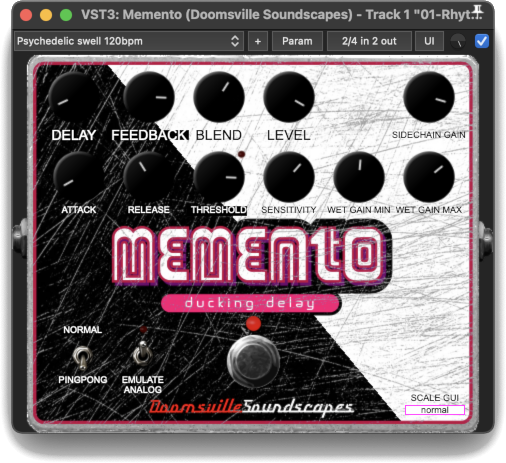 VST3: Memento (Doomsville Soundscapes) - Track 1 "01-Rhyt...
Psychedelic swell 120bpm + Param 2/4 in 2 out UI
DELAY FEEDBACK BLEND LEVEL SIDECHAIN GAIN
ATTACK RELEASE THRESHOLD SENSITIVITY WET GAIN MIN WET GAIN MAX
MEMENTO
ducking delay
NORMAL
PINGPONG EMULATE
ANALOG
DoomsvilleSoundscapes
SCALE GUI
normal